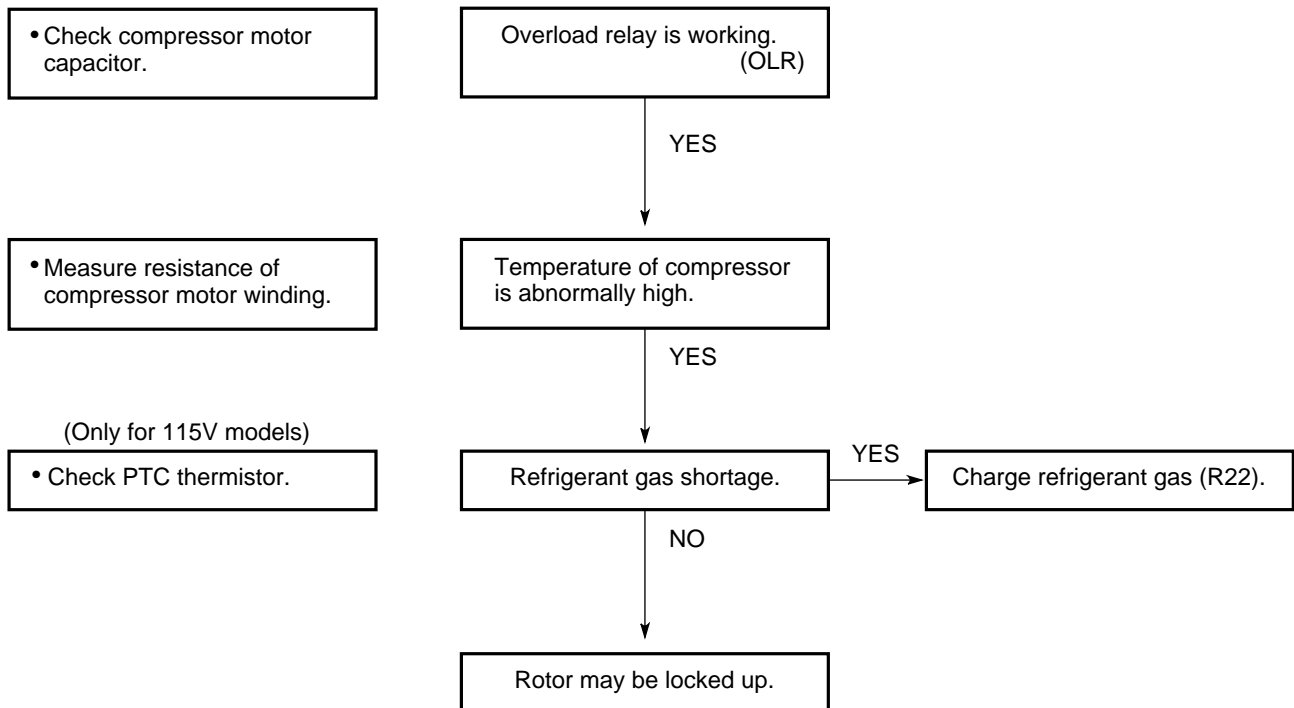 • Check compressor motor
capacitor.
Overload relay is working.
(OLR)
YES
• Measure resistance of
compressor motor winding.
Temperature of compressor
is abnormally high.
YES
(Only for 115V models)
• Check PTC thermistor.
Refrigerant gas shortage.
YES
Charge refrigerant gas (R22).
NO
Rotor may be locked up.